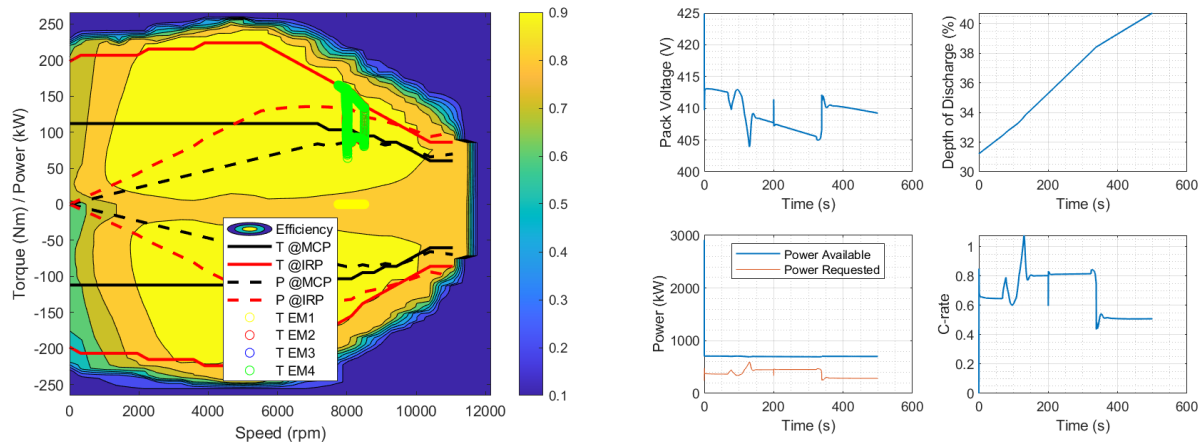 250
200
150
100
50
0
-50
-100
-150
-200
-250
Torque (Nm) / Power (kW)
0 2000 4000 6000 8000 10000 12000
Speed (rpm)
Efficiency
T @MCP
T @IRP
P @MCP
P @IRP
T EM1
T EM2
T EM3
T EM4
0.9
0.8
0.7
0.6
0.5
0.4
0.3
0.2
0.1
425
420
415
410
405
400
Pack Voltage (V)
0 200 400 600
Time (s)
40
38
36
34
32
30
Depth of Discharge (%)
0 200 400 600
Time (s)
3000
2000
1000
0
Power (kW)
Power Available
Power Requested
0 200 400 600
Time (s)
1
0.8
0.6
0.4
0.2
0
C-rate
0 200 400 600
Time (s)